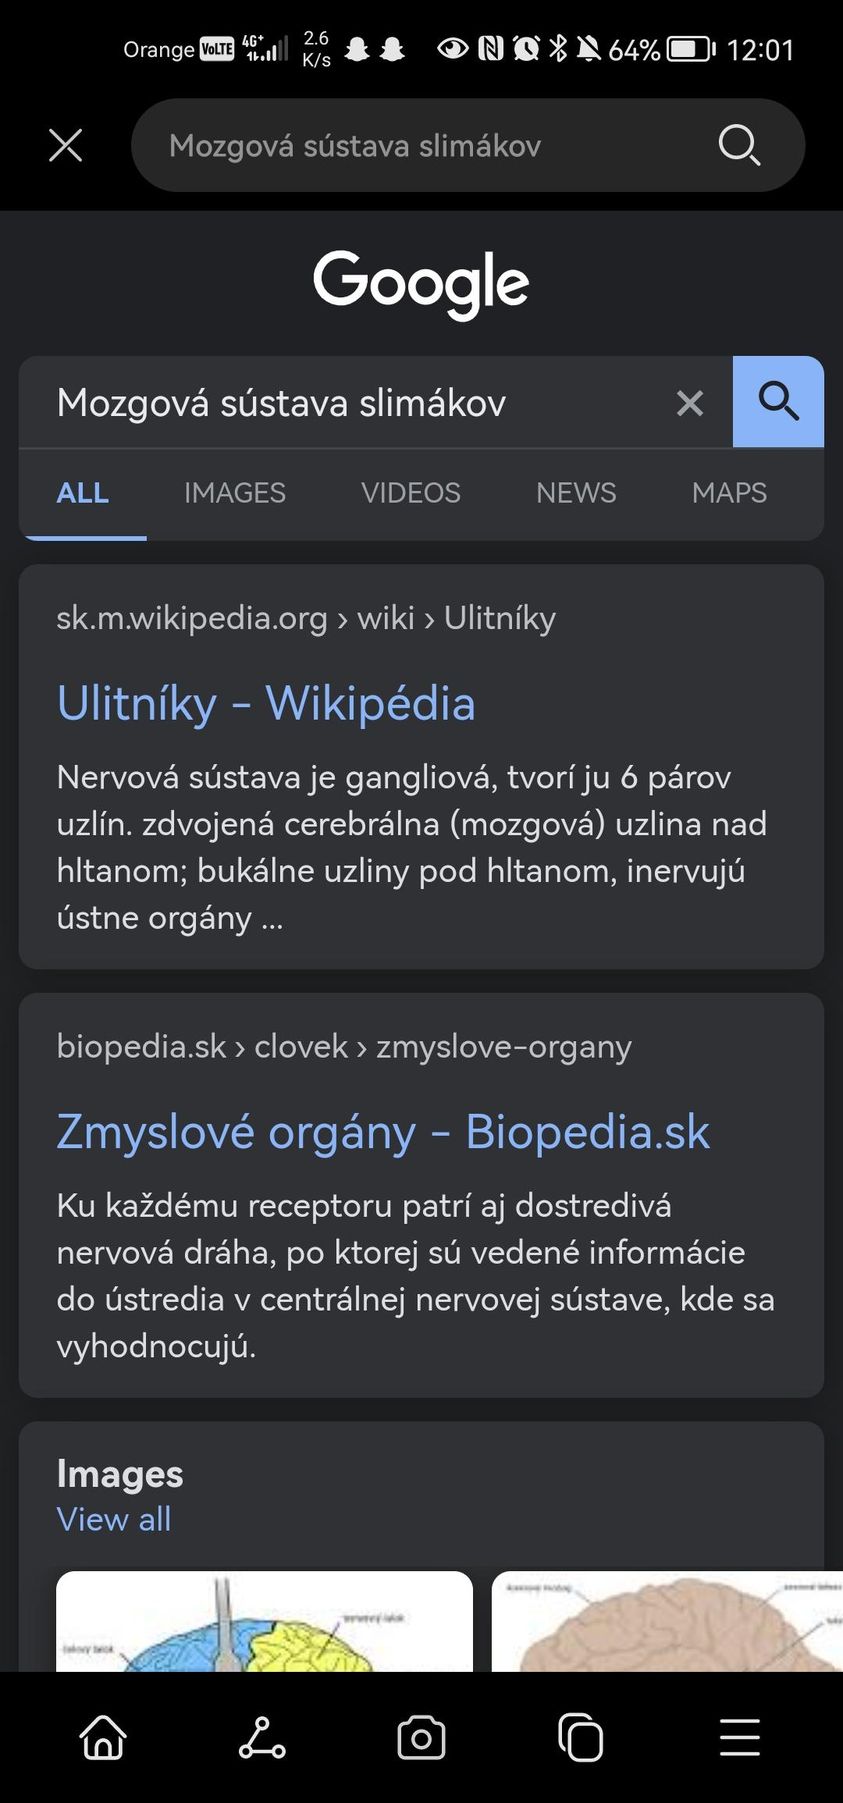 Orange VoLTE 4G+ 2.6 K/s 64% 12:01
Mozgová sústava slimákov
Google
Mozgová sústava slimákov
ALL IMAGES VIDEOS NEWS MAPS
sk.m.wikipedia.org › wiki › Ulitníky
Ulitníky - Wikipédia
Nervová sústava je gangliová, tvorí ju 6 párov
uzlín. zdvojená cerebrálna (mozgová) uzlina nad
hltanom; bukálne uzliny pod hltanom, inervujú
ústne orgány ...
biopedia.sk › clovek › zmyslove-organy
Zmyslové orgány - Biopedia.sk
Ku každému receptoru patrí aj dostredivá
nervová dráha, po ktorej sú vedené informácie
do ústredia v centrálnej nervovej sústave, kde sa
vyhodnocujú.
Images
View all